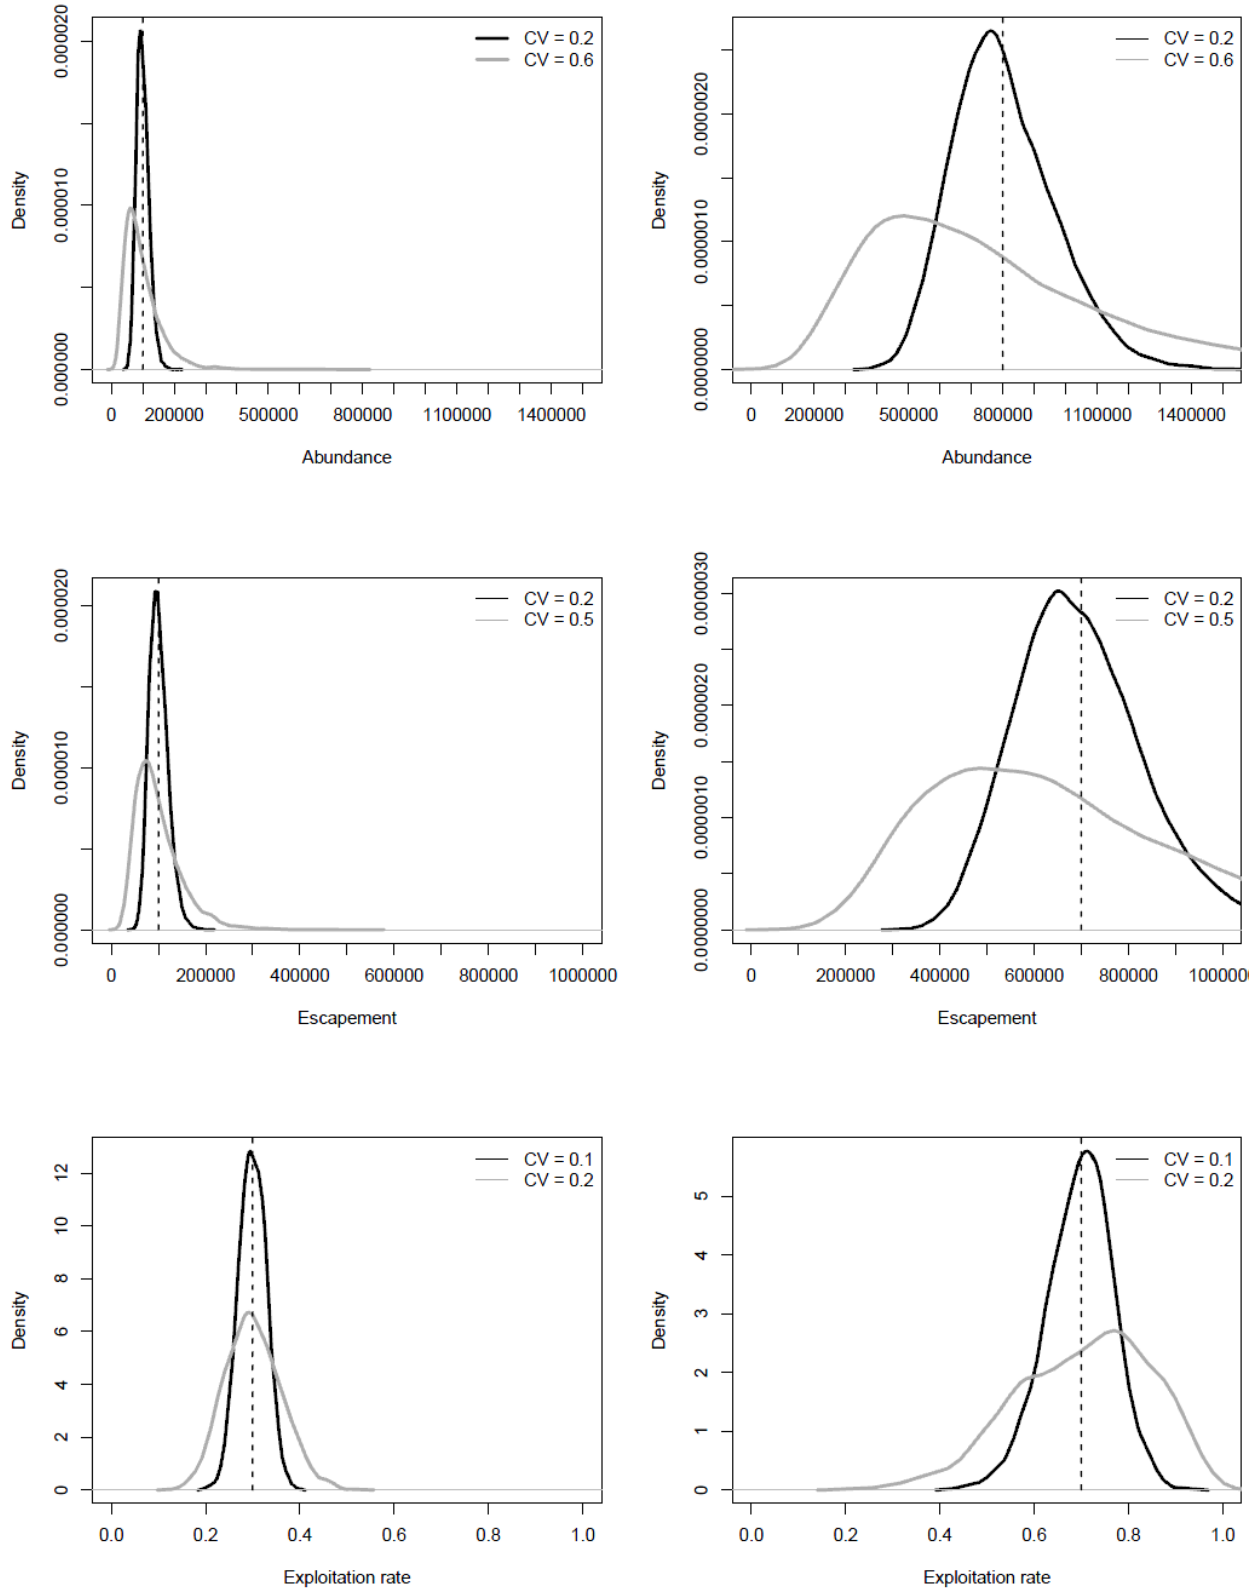 CV = 0.2
CV = 0.6
Density
0.000020
0.000010
0.000000
0 200000 500000 800000 1100000 1400000
Abundance
CV = 0.2
CV = 0.6
Density
0.0000020
0.0000010
0.0000000
0 200000 500000 800000 1100000 1400000
Abundance
CV = 0.2
CV = 0.5
Density
0.000020
0.000010
0.000000
0 200000 400000 600000 800000 1000000
Escapement
CV = 0.2
CV = 0.5
Density
0.0000030
0.0000020
0.0000010
0.0000000
0 200000 400000 600000 800000 100000
Escapement
CV = 0.1
CV = 0.2
Density
12
10
8
6
4
2
0
0.0 0.2 0.4 0.6 0.8 1.0
Exploitation rate
CV = 0.1
CV = 0.2
Density
5
4
3
2
1
0
0.0 0.2 0.4 0.6 0.8 1.0
Exploitation rate